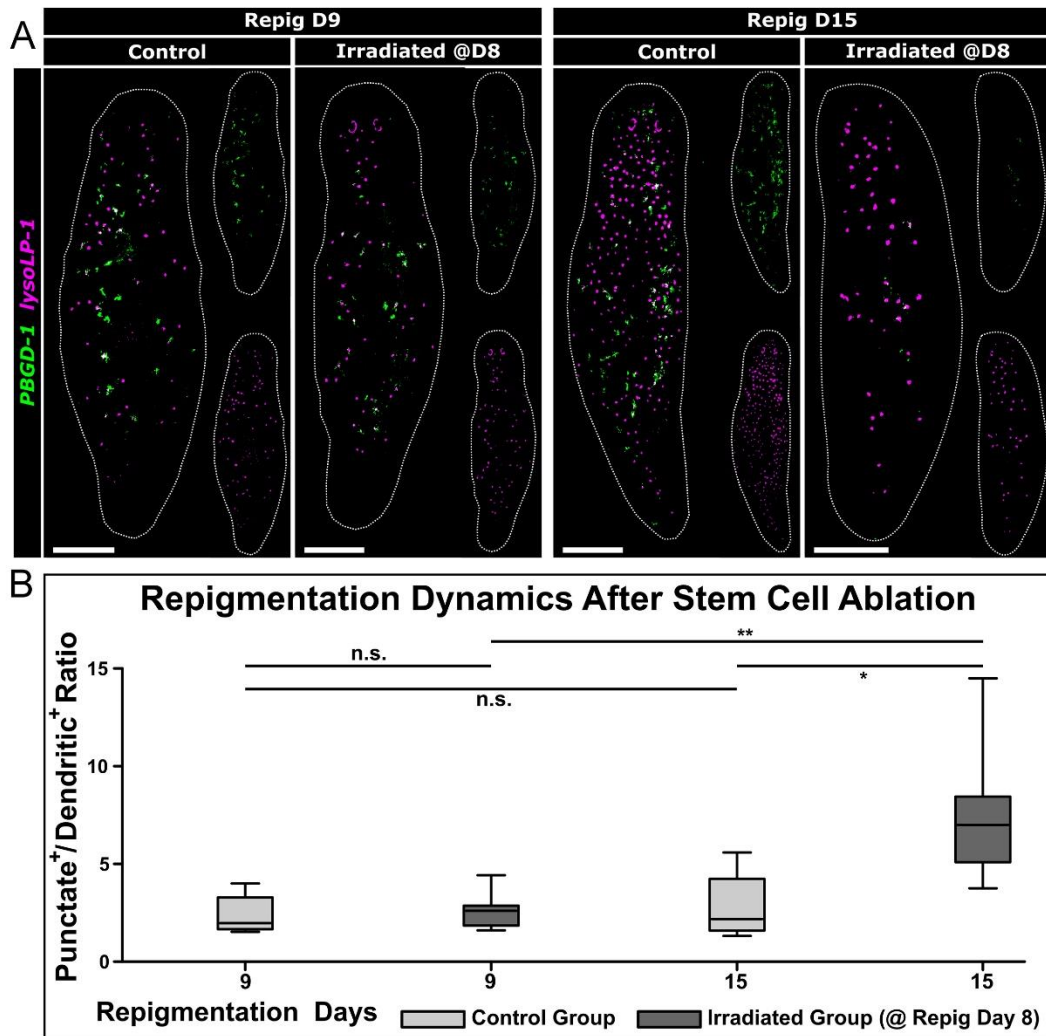 A
Repig D9
Repig D15
Control
Irradiated @D8
Control
Irradiated @D8
PBGD-1 lysoLP-1
B
Repigmentation Dynamics After Stem Cell Ablation
**
n.s.
*
n.s.
Punctate⁺/Dendritic⁺ Ratio
15
10
5
0
9
9
15
15
Repigmentation Days
Control Group
Irradiated Group (@ Repig Day 8)